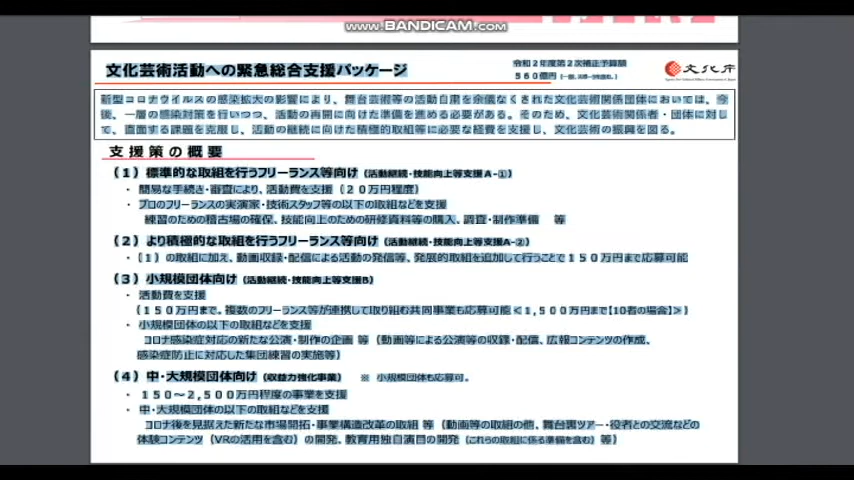 www.BANDICAM.com
文化芸術活動への緊急総合支援パッケージ
令和２年度第２次補正予算額
５６０億円
文化庁
新型コロナウイルスの感染拡大の影響により、舞台芸術等の活動自粛を余儀なくされた文化芸術関係団体においては、今
後、一層の感染対策を行いつつ、活動の再開に向けた準備を進める必要がある。そのため、文化芸術関係者・団体に対し
て、直面する課題を克服し、活動の継続に向けた積極的取組等に必要な経費を支援し、文化芸術の振興を図る。
支援策の概要
（１）標準的な取組を行うフリーランス等向け（活動継続・技能向上等支援Ａ-①）
・ 簡易な手続き・審査により、活動費を支援（２０万円程度）
・ プロのフリーランスの実演家・技術スタッフ等の以下の取組などを支援
練習のための稽古場の確保、技能向上のための研修資料等の購入、調査・制作準備　等
（２）より積極的な取組を行うフリーランス等向け（活動継続・技能向上等支援A-②）
・（１）の取組に加え、動画収録・配信による活動の発信等、発展的取組を追加して行うことで１５０万円まで応募可能
（３）小規模団体向け（活動継続・技能向上等支援B）
・ 活動費を支援
（１５０万円まで。複数のフリーランス等が連携して取り組む共同事業も応募可能＜１,５００万円まで【10者の場合】＞）
・ 小規模団体の以下の取組などを支援
コロナ感染症対応の新たな公演・制作の企画 等（動画等による公演等の収録・配信、広報コンテンツの作成、
感染症防止に対応した集団練習の実施等）
（４）中・大規模団体向け（収益力強化事業）　※ 小規模団体も応募可。
・ １５０～２,５００万円程度の事業を支援
・ 中・大規模団体の以下の取組などを支援
コロナ後を見据えた新たな市場開拓・事業構造改革の取組 等（動画等の取組の他、舞台裏ツアー・役者との交流などの
体験コンテンツ（VRの活用を含む）の開発、教育用独自演目の開発（これらの取組に係る準備を含む）等）